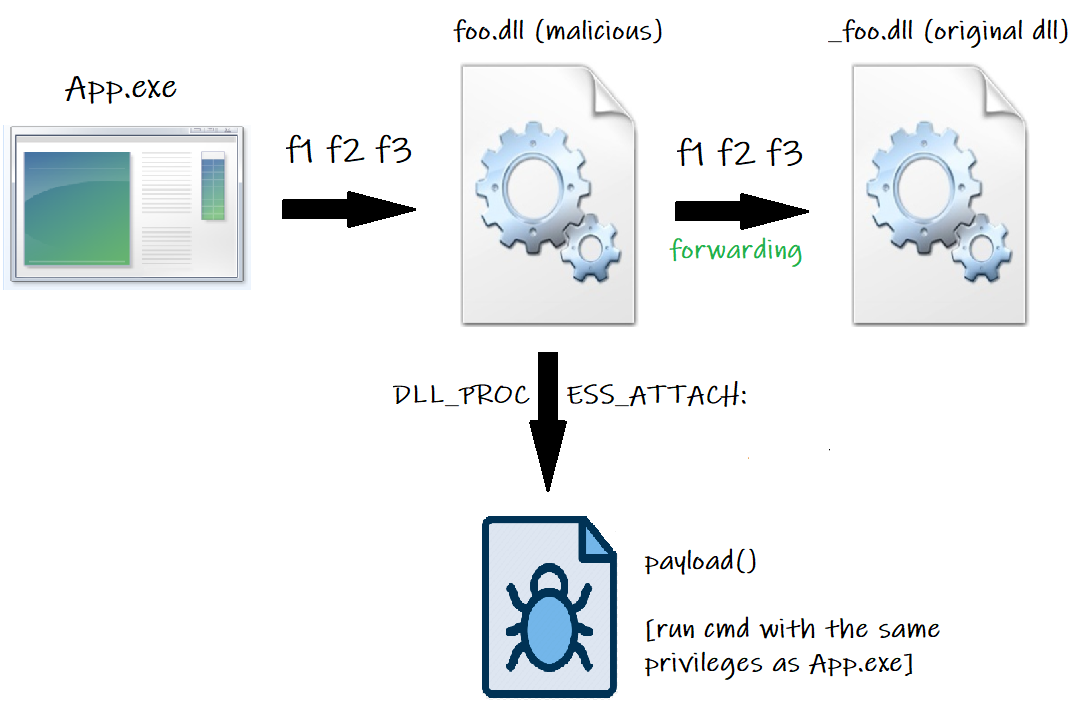 foo.dll (malicious)
_foo.dll (original dll)
App.exe
f1 f2 f3
f1 f2 f3
forwarding
DLL_PROC ESS_ATTACH:
payload()
[run cmd with the same
privileges as App.exe]